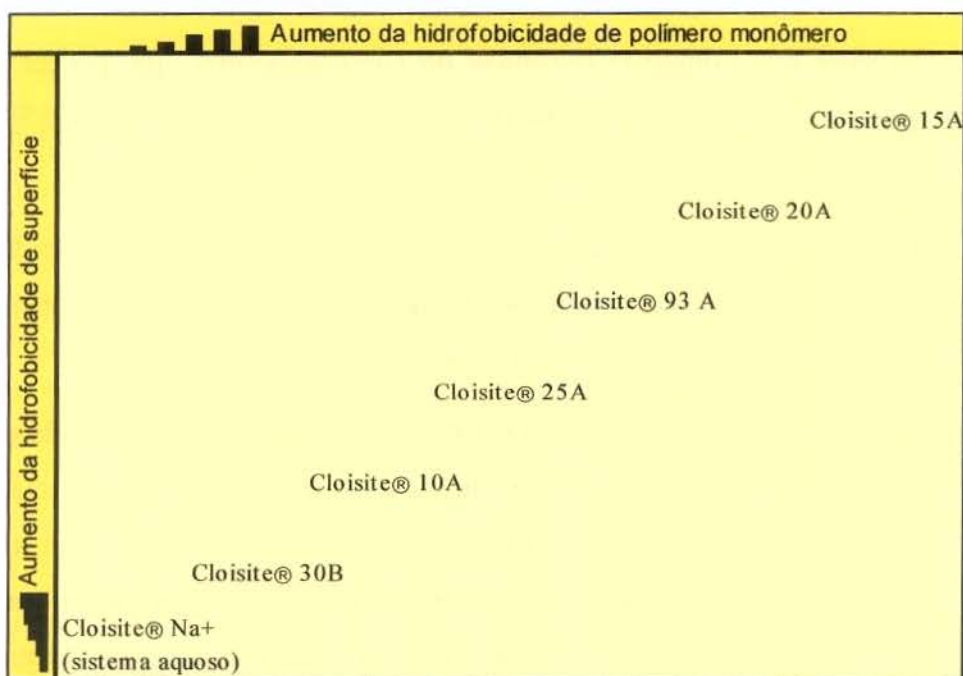 Aumento da hidrofobicidade de polímero monômero
Aumento da hidrofobicidade de superfície
Cloisite® 15A
Cloisite® 20A
Cloisite® 93 A
Cloisite® 25A
Cloisite® 10A
Cloisite® 30B
Cloisite® Na+
(sistema aquoso)